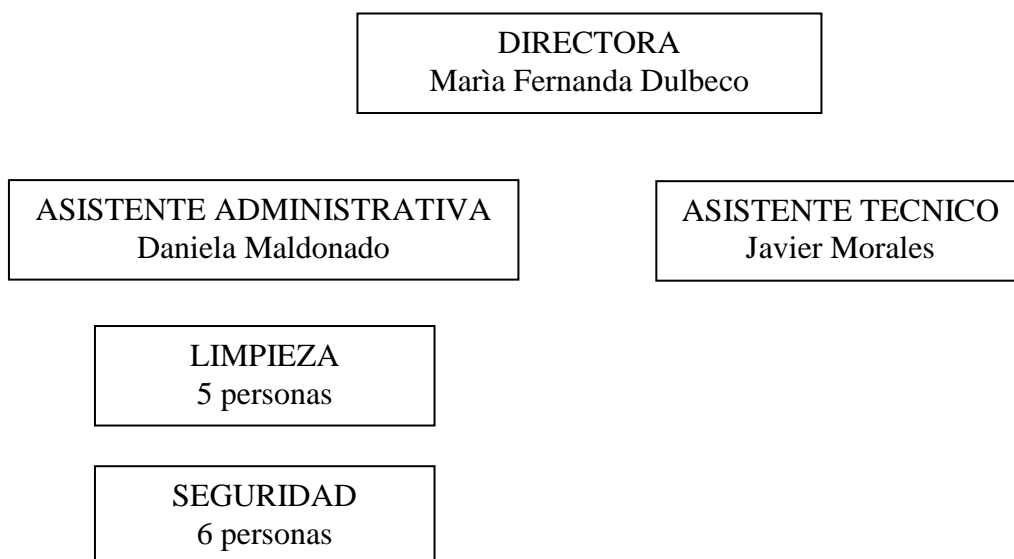 DIRECTORA
Marìa Fernanda Dulbeco
ASISTENTE ADMINISTRATIVA
Daniela Maldonado
ASISTENTE TECNICO
Javier Morales
LIMPIEZA
5 personas
SEGURIDAD
6 personas